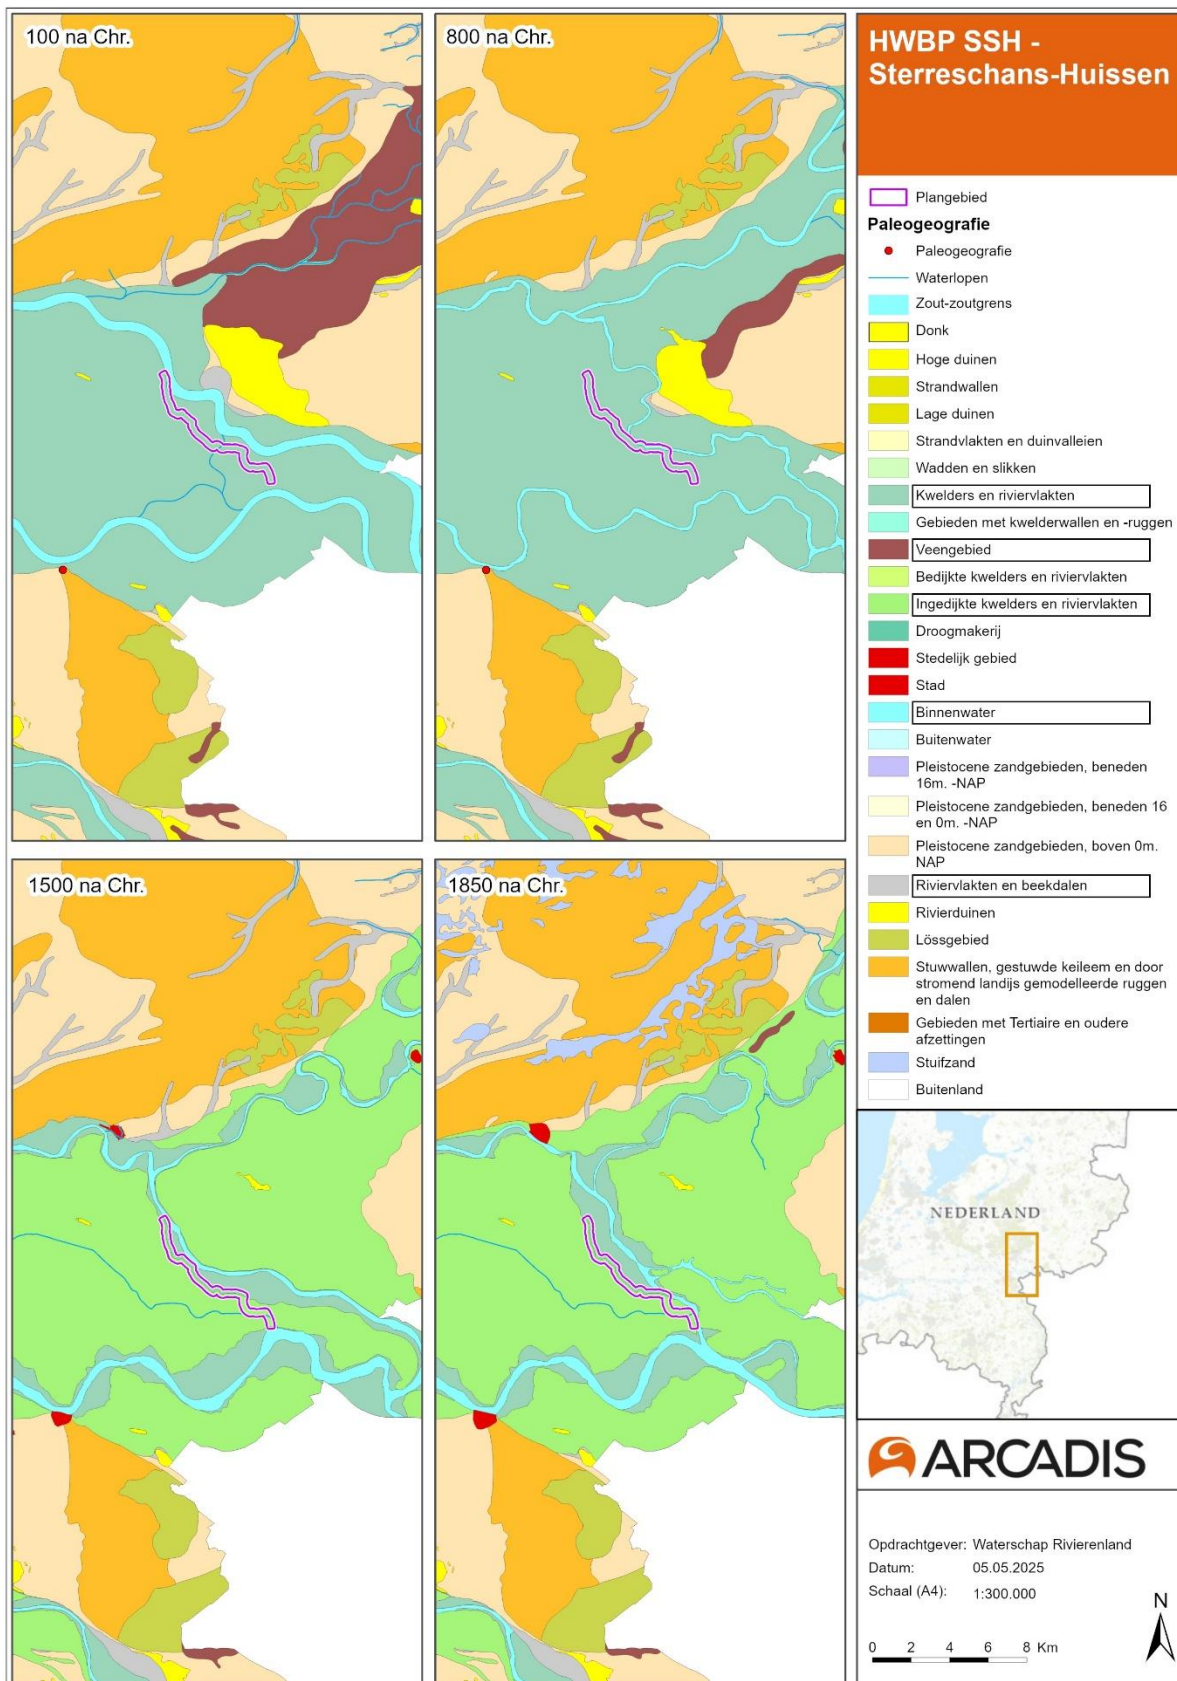 100 na Chr.
800 na Chr.
1500 na Chr.
1850 na Chr.
HWBP SSH -
Sterreschans-Huissen
Plangebied
Paleogeografie
Paleogeografie
Waterlopen
Zout-zoutgrens
Donk
Hoge duinen
Strandwallen
Lage duinen
Strandvlakten en duinvalleien
Wadden en slikken
Kwelders en riviervlakten
Gebieden met kwelderwallen en -ruggen
Veengebied
Bedijkte kwelders en riviervlakten
Ingedijkte kwelders en riviervlakten
Droogmakerij
Stedelijk gebied
Stad
Binnenwater
Buitenwater
Pleistocene zandgebieden, beneden
16m. -NAP
Pleistocene zandgebieden, beneden 16
en 0m. -NAP
Pleistocene zandgebieden, boven 0m.
NAP
Riviervlakten en beekdalen
Rivierduinen
Lössgebied
Stuwwallen, gestuwde keileem en door
stromend landijs gemodelleerde ruggen
en dalen
Gebieden met Tertiaire en oudere
afzettingen
Stuifzand
Buitenland
NEDERLAND
ARCADIS
Opdrachtgever: Waterschap Rivierenland
Datum: 05.05.2025
Schaal (A4): 1:300.000
N
0 2 4 6 8 Km